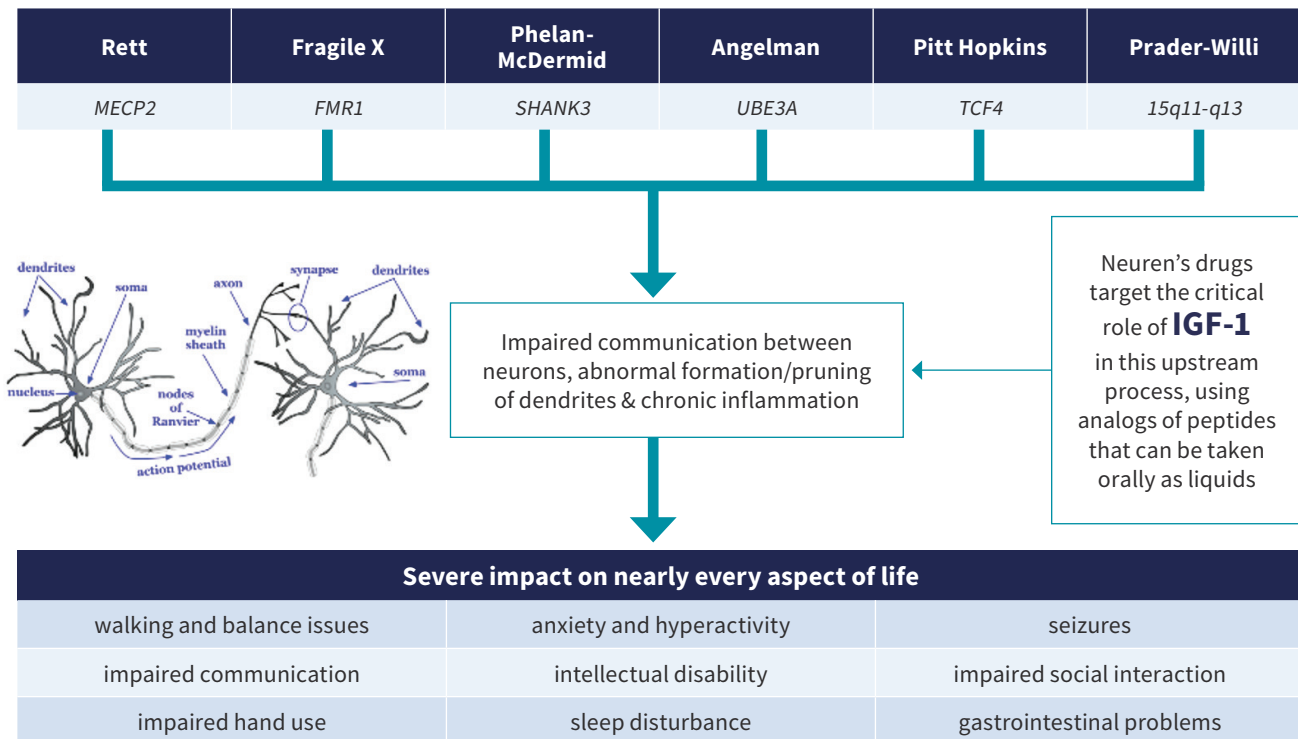 Rett
Fragile X
Phelan-
McDermid
Angelman
Pitt Hopkins
Prader-Willi
MECP2
FMR1
SHANK3
UBE3A
TCF4
15q11-q13
dendrites
soma
axon
synapse
dendrites
myelin
sheath
nucleus
nodes
of
Ranvier
soma
action potential
Impaired communication between
neurons, abnormal formation/pruning
of dendrites & chronic inflammation
Neuren's drugs
target the critical
role of IGF-1
in this upstream
process, using
analogs of peptides
that can be taken
orally as liquids
Severe impact on nearly every aspect of life
walking and balance issues
anxiety and hyperactivity
seizures
impaired communication
intellectual disability
impaired social interaction
impaired hand use
sleep disturbance
gastrointestinal problems